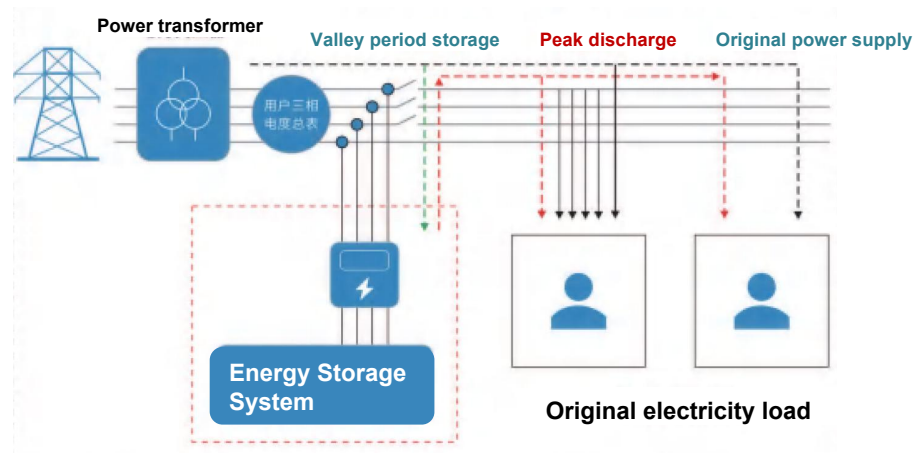 Power transformer
Valley period storage
Peak discharge
Original power supply
用户三相
电度总表
Energy Storage
System
Original electricity load